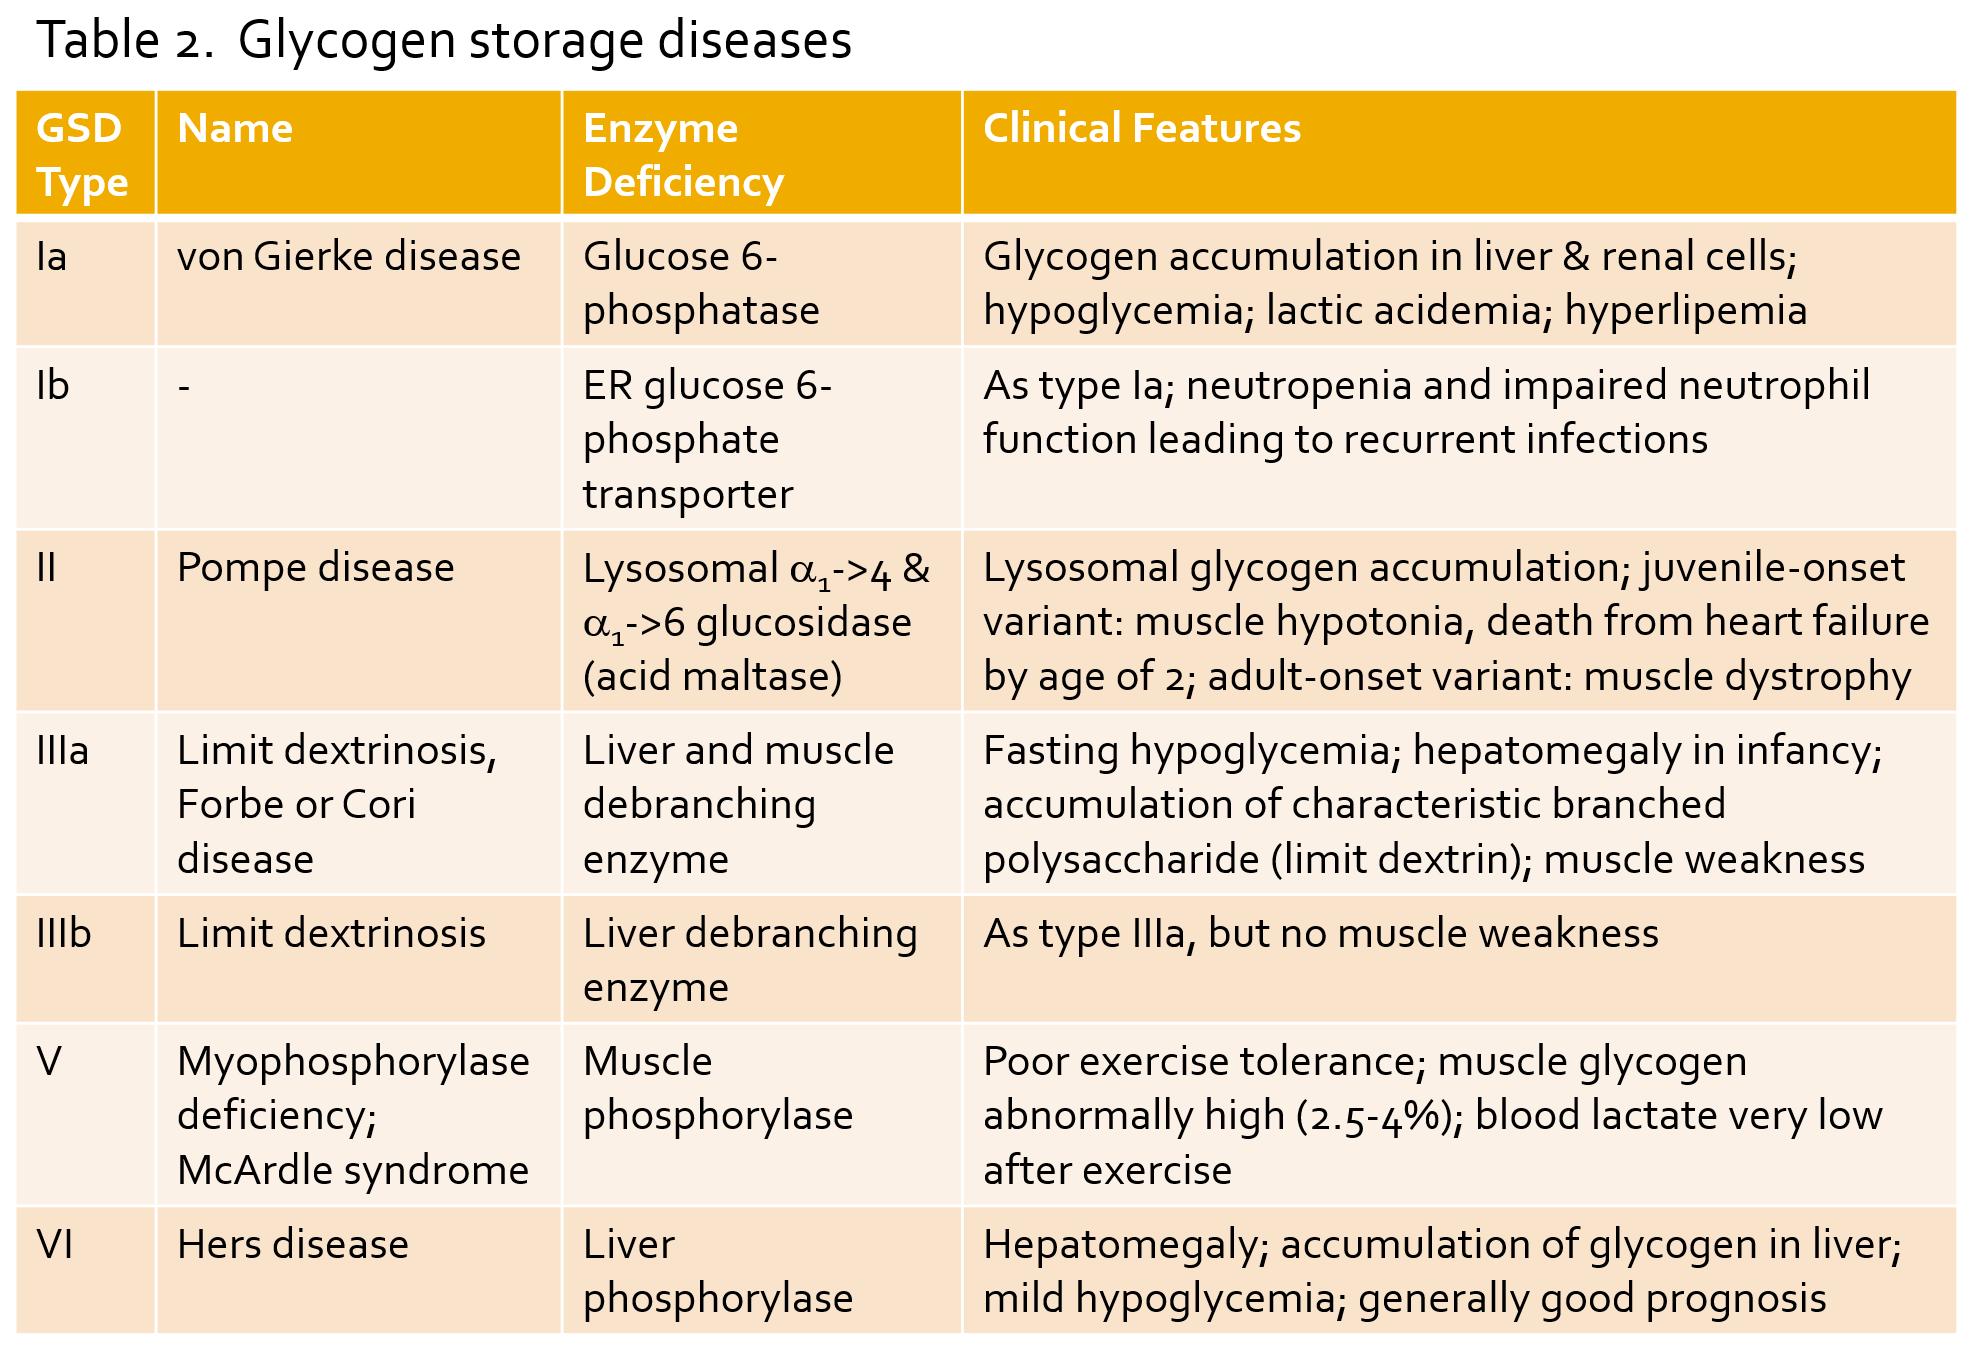 Table 2. Glycogen storage diseases
GSD
Type
Name
Enzyme
Deficiency
Clinical Features
Ia
von Gierke disease
Glucose 6-
phosphatase
Glycogen accumulation in liver & renal cells;
hypoglycemia; lactic acidemia; hyperlipemia
Ib
-
ER glucose 6-
phosphate
transporter
As type Ia; neutropenia and impaired neutrophil
function leading to recurrent infections
II
Pompe disease
Lysosomal α₁->4 &
α₁->6 glucosidase
(acid maltase)
Lysosomal glycogen accumulation; juvenile-onset
variant: muscle hypotonia, death from heart failure
by age of 2; adult-onset variant: muscle dystrophy
IIIa
Limit dextrinosis,
Forbe or Cori
disease
Liver and muscle
debranching
enzyme
Fasting hypoglycemia; hepatomegaly in infancy;
accumulation of characteristic branched
polysaccharide (limit dextrin); muscle weakness
IIIb
Limit dextrinosis
Liver debranching
enzyme
As type IIIa, but no muscle weakness
V
Myophosphorylase
deficiency;
McArdle syndrome
Muscle
phosphorylase
Poor exercise tolerance; muscle glycogen
abnormally high (2.5-4%); blood lactate very low
after exercise
VI
Hers disease
Liver
phosphorylase
Hepatomegaly; accumulation of glycogen in liver;
mild hypoglycemia; generally good prognosis